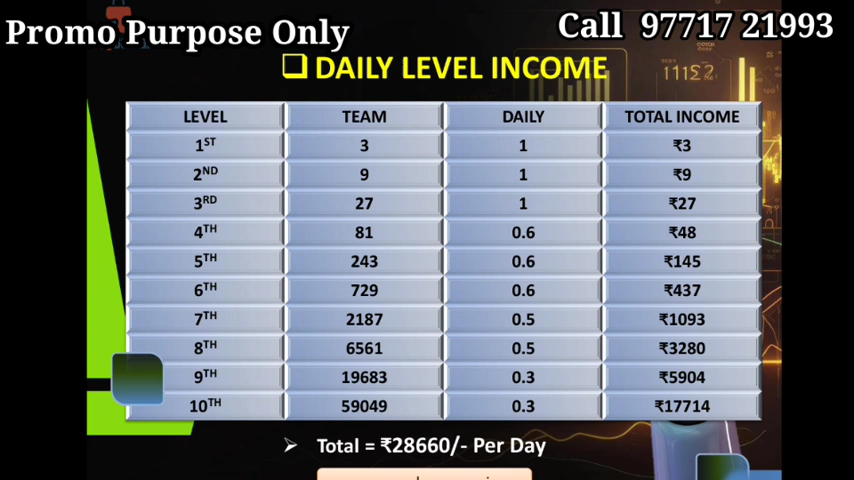 Promo Purpose Only
Call 97717 21993
DAILY LEVEL INCOME
LEVEL TEAM DAILY TOTAL INCOME
1ST 3 1 ₹3
2ND 9 1 ₹9
3RD 27 1 ₹27
4TH 81 0.6 ₹48
5TH 243 0.6 ₹145
6TH 729 0.6 ₹437
7TH 2187 0.5 ₹1093
8TH 6561 0.5 ₹3280
9TH 19683 0.3 ₹5904
10TH 59049 0.3 ₹17714
Total = ₹28660/- Per Day